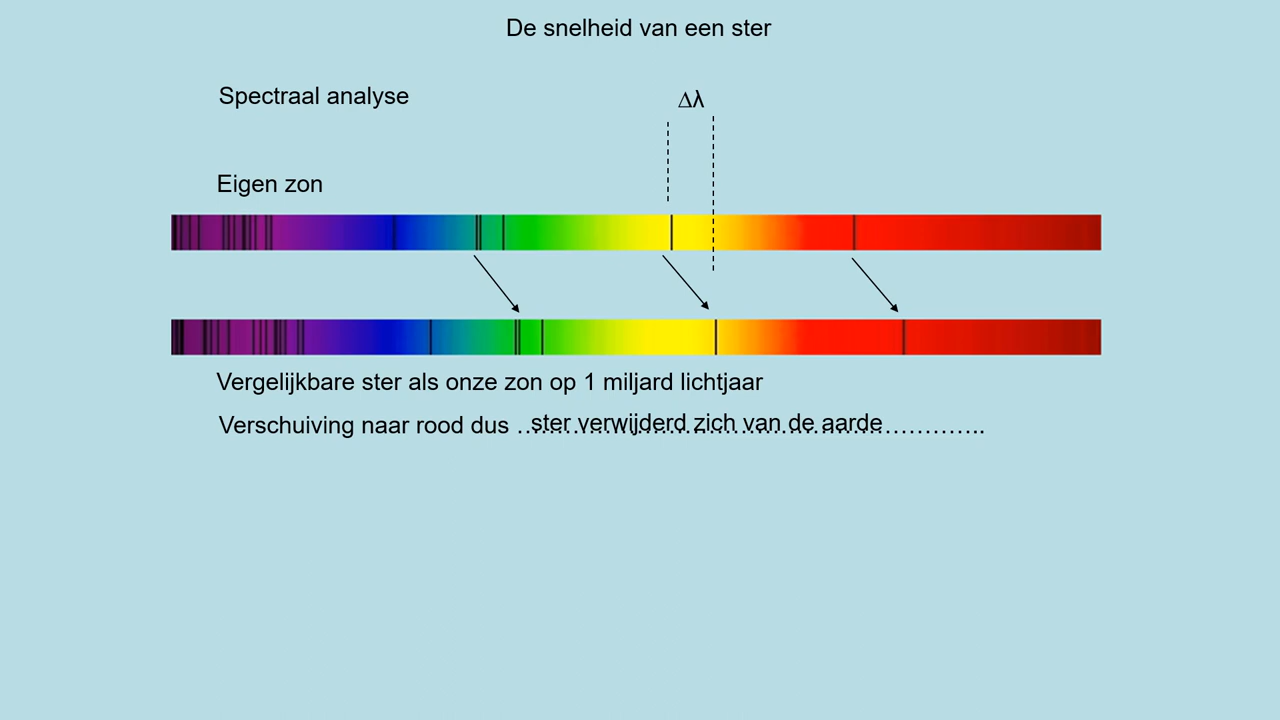 De snelheid van een ster
Spectraal analyse
Δλ
Eigen zon
Vergelijkbare ster als onze zon op 1 miljard lichtjaar
Verschuiving naar rood dus ster verwijderd zich van de aarde…………..